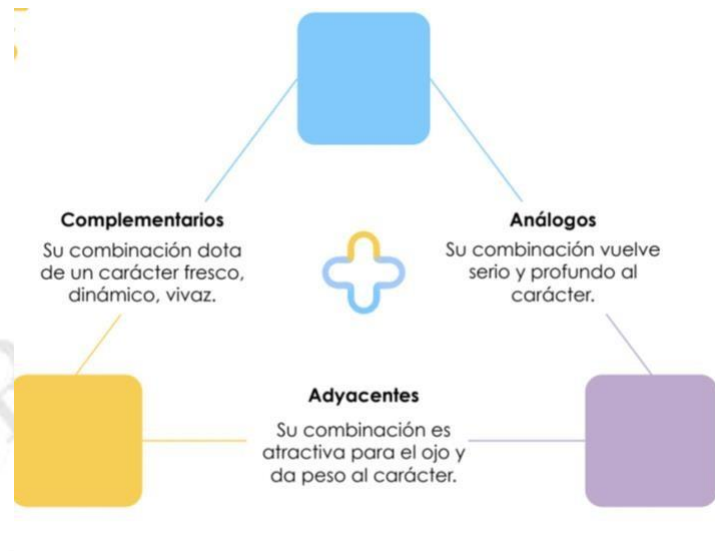 Complementarios
Su combinación dota
de un carácter fresco,
dinámico, vivaz.
Análogos
Su combinación vuelve
serio y profundo al
carácter.
Adyacentes
Su combinación es
atractiva para el ojo y
da peso al carácter.